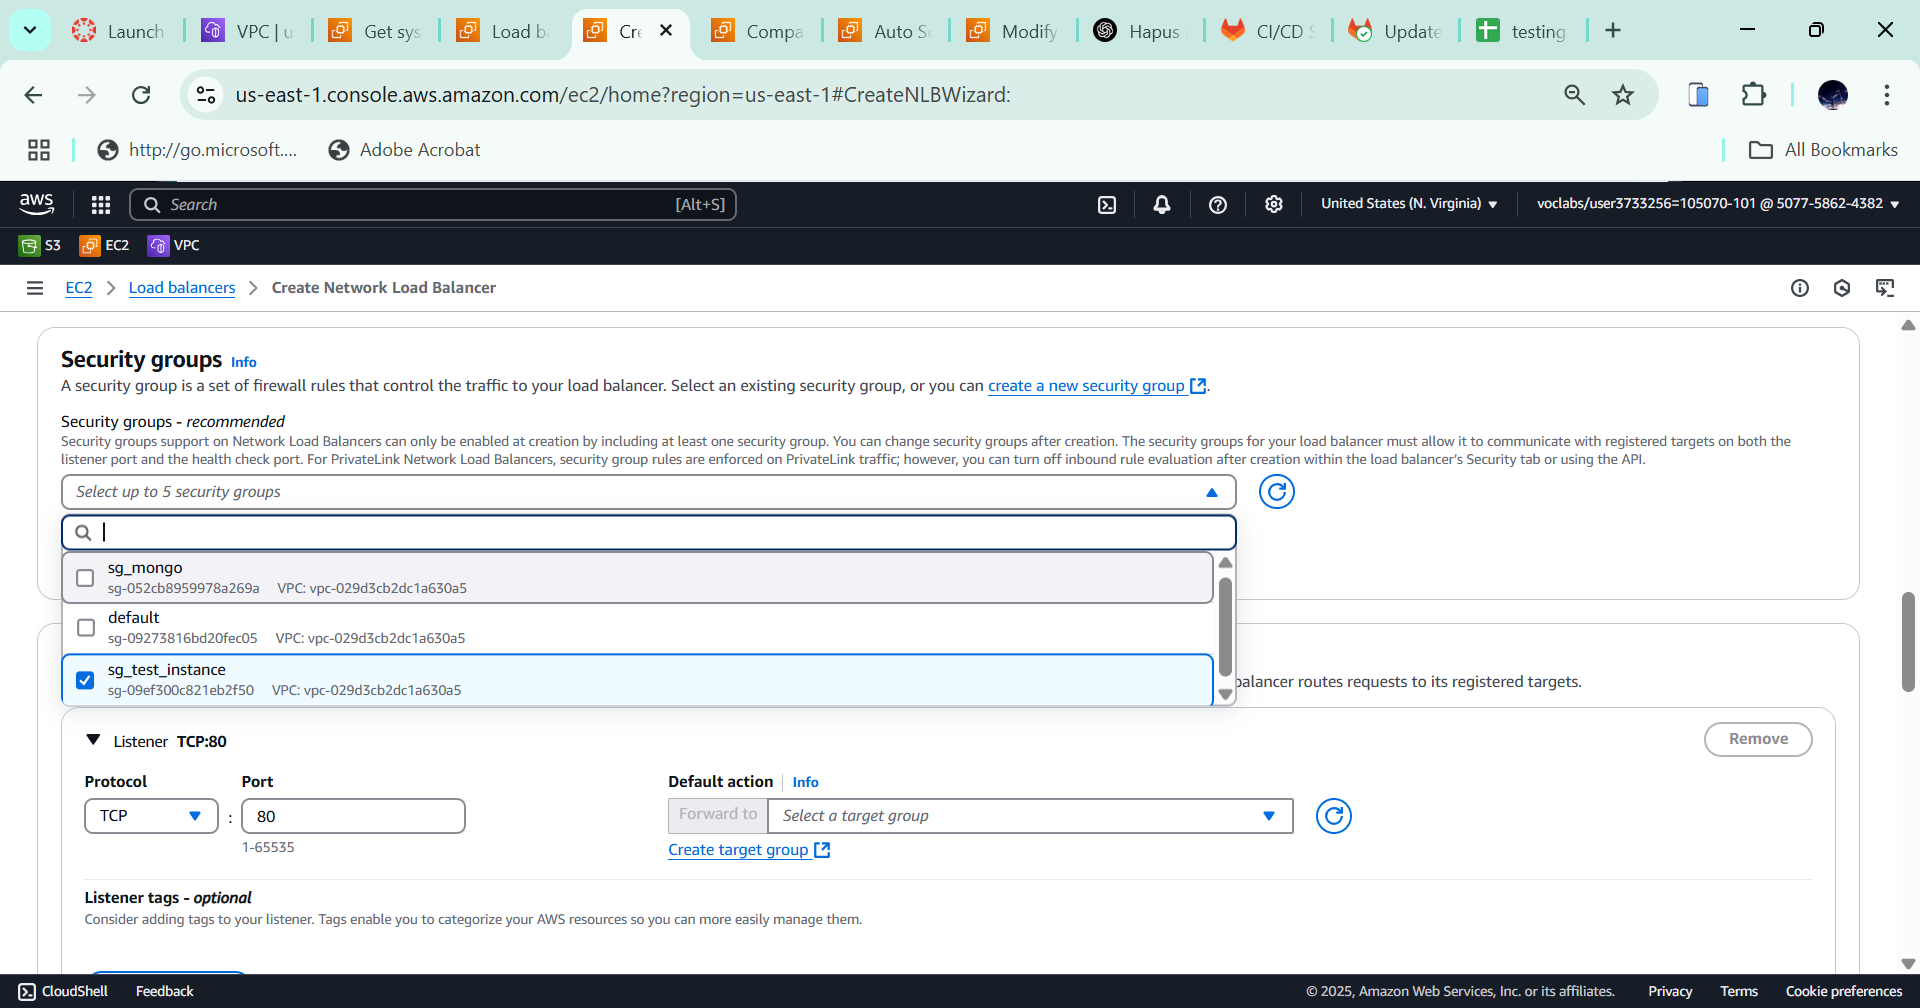 Launch
VPC | u
Get sys
Load b
Cre
Compa
Auto S
Modify
Hapus
CI/CD S
Update
testing
us-east-1.console.aws.amazon.com/ec2/home?region=us-east-1#CreateNLBWizard:
http://go.microsoft....
Adobe Acrobat
All Bookmarks
aws
Search
[Alt+S]
United States (N. Virginia)
voclabs/user3733256=105070-101 @ 5077-5862-4382
S3
EC2
VPC
EC2 > Load balancers > Create Network Load Balancer
Security groups Info
A security group is a set of firewall rules that control the traffic to your load balancer. Select an existing security group, or you can create a new security group.
Security groups - recommended
Security groups support on Network Load Balancers can only be enabled at creation by including at least one security group. You can change security groups after creation. The security groups for your load balancer must allow it to communicate with registered targets on both the
listener port and the health check port. For PrivateLink Network Load Balancers, security group rules are enforced on PrivateLink traffic; however, you can turn off inbound rule evaluation after creation within the load balancer's Security tab or using the API.
Select up to 5 security groups
sg_mongo
sg-052cb8959978a269a VPC: vpc-029d3cb2dc1a630a5
default
sg-09273816bd20fec05 VPC: vpc-029d3cb2dc1a630a5
sg_test_instance
sg-09ef300c821eb2f50 VPC: vpc-029d3cb2dc1a630a5
balancer routes requests to its registered targets.
Listener TCP:80
Remove
Protocol
Port
Default action Info
TCP
:
80
Forward to
Select a target group
1-65535
Create target group
Listener tags - optional
Consider adding tags to your listener. Tags enable you to categorize your AWS resources so you can more easily manage them.
CloudShell
Feedback
© 2025, Amazon Web Services, Inc. or its affiliates.
Privacy
Terms
Cookie preferences